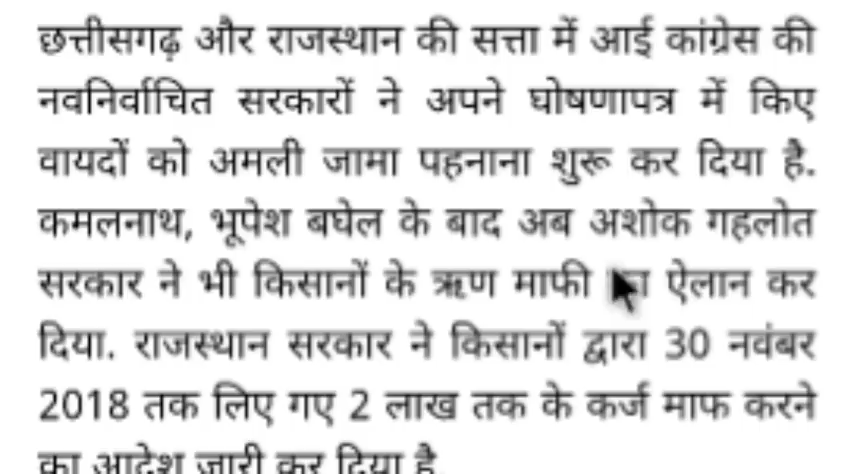 छत्तीसगढ़ और राजस्थान की सत्ता में आई कांग्रेस की
नवनिर्वाचित सरकारों ने अपने घोषणापत्र में किए
वायदों को अमली जामा पहनाना शुरू कर दिया है.
कमलनाथ, भूपेश बघेल के बाद अब अशोक गहलोत
सरकार ने भी किसानों के ऋण माफी का ऐलान कर
दिया. राजस्थान सरकार ने किसानों द्वारा 30 नवंबर
2018 तक लिए गए 2 लाख तक के कर्ज माफ करने
का आदेश जारी कर दिया है.